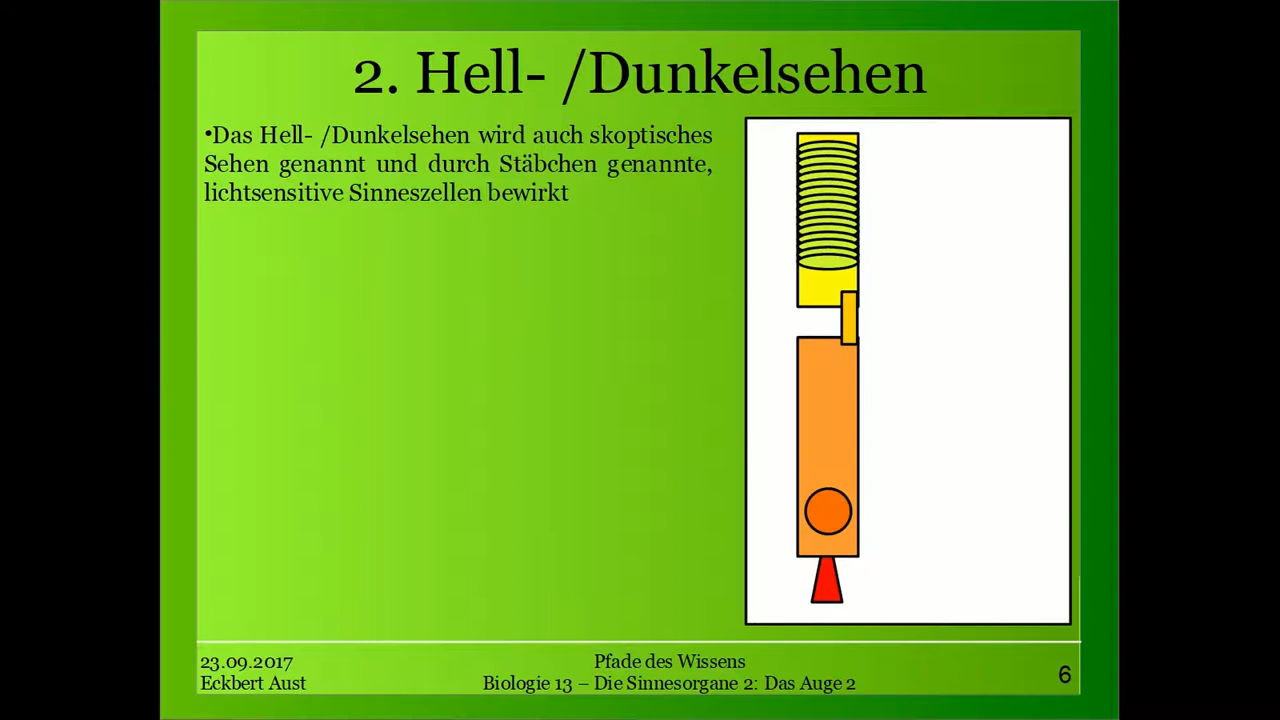 2. Hell- /Dunkelsehen
•Das Hell- /Dunkelsehen wird auch skoptisches
Sehen genannt und durch Stäbchen genannte,
lichtsensitive Sinneszellen bewirkt
23.09.2017
Eckbert Aust
Pfade des Wissens
Biologie 13 – Die Sinnesorgane 2: Das Auge 2
6